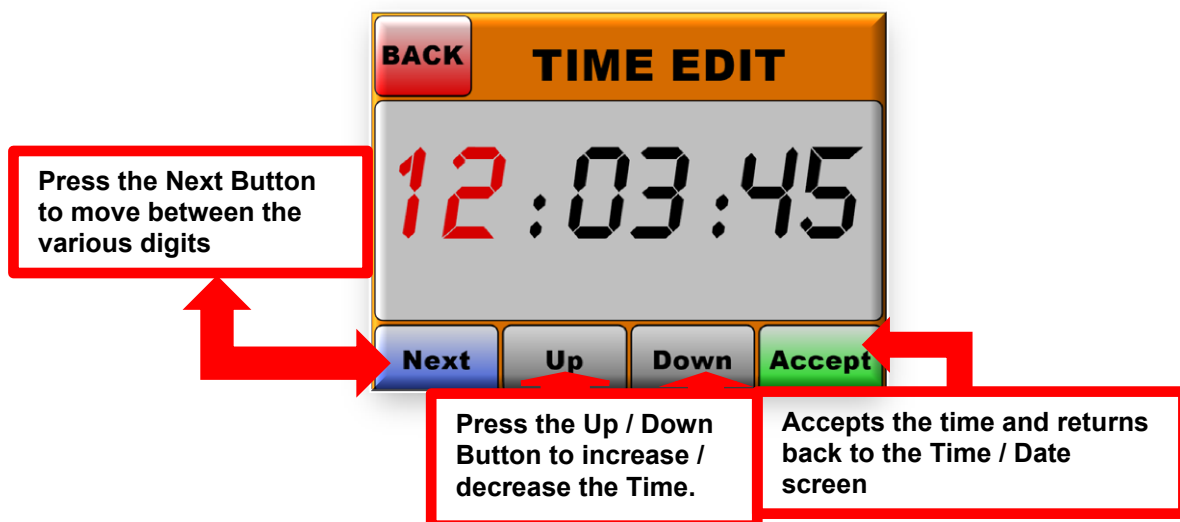 BACK
TIME EDIT
12:03:45
Press the Next Button
to move between the
various digits
Next
Up
Down
Accept
Press the Up / Down
Button to increase /
decrease the Time.
Accepts the time and returns
back to the Time / Date
screen